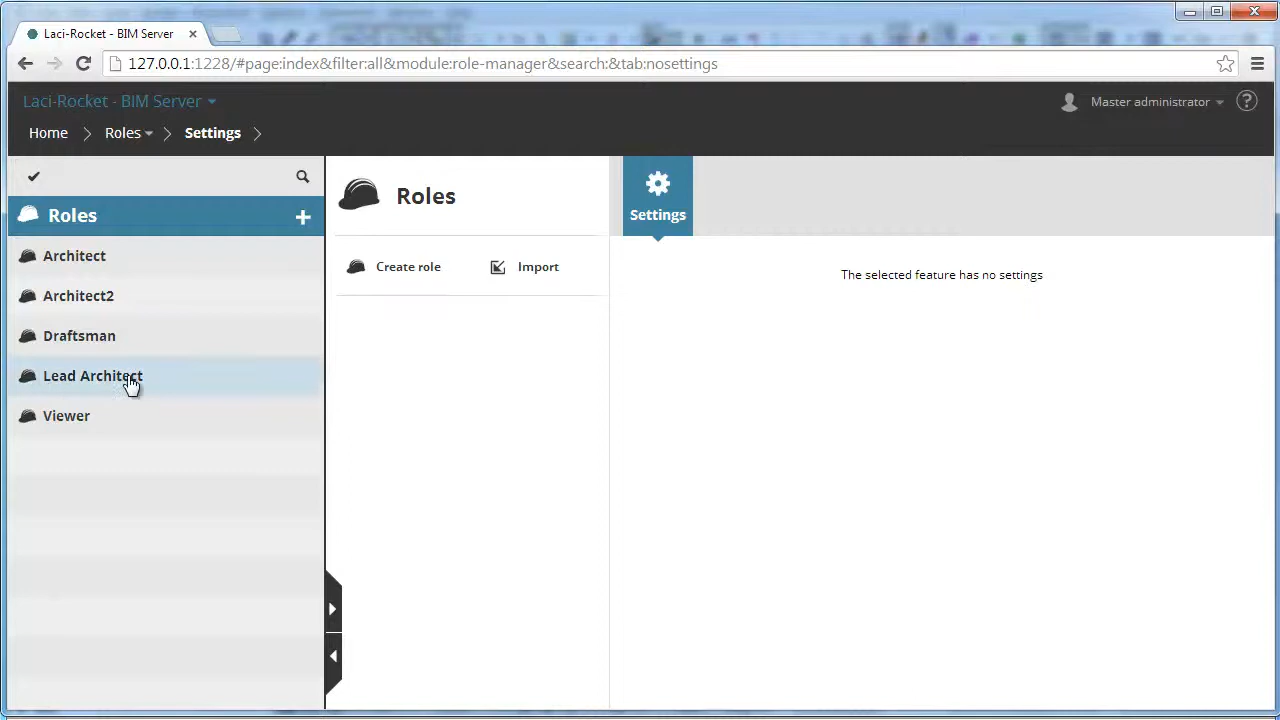 Laci-Rocket - BIM Server
127.0.0.1:1228/#page:index&filter:all&module:role-manager&search:&tab:nosettings
Laci-Rocket - BIM Server
Master administrator
Home Roles Settings
Roles
Architect
Architect2
Draftsman
Lead Architect
Viewer
Roles
Create role Import
Settings
The selected feature has no settings